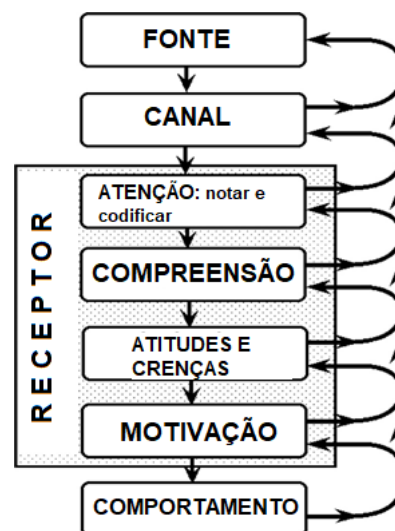 FONTE
CANAL
RECEPTOR
ATENÇÃO: notar e
codificar
COMPREENSÃO
ATITUDES E
CRENÇAS
MOTIVAÇÃO
COMPORTAMENTO